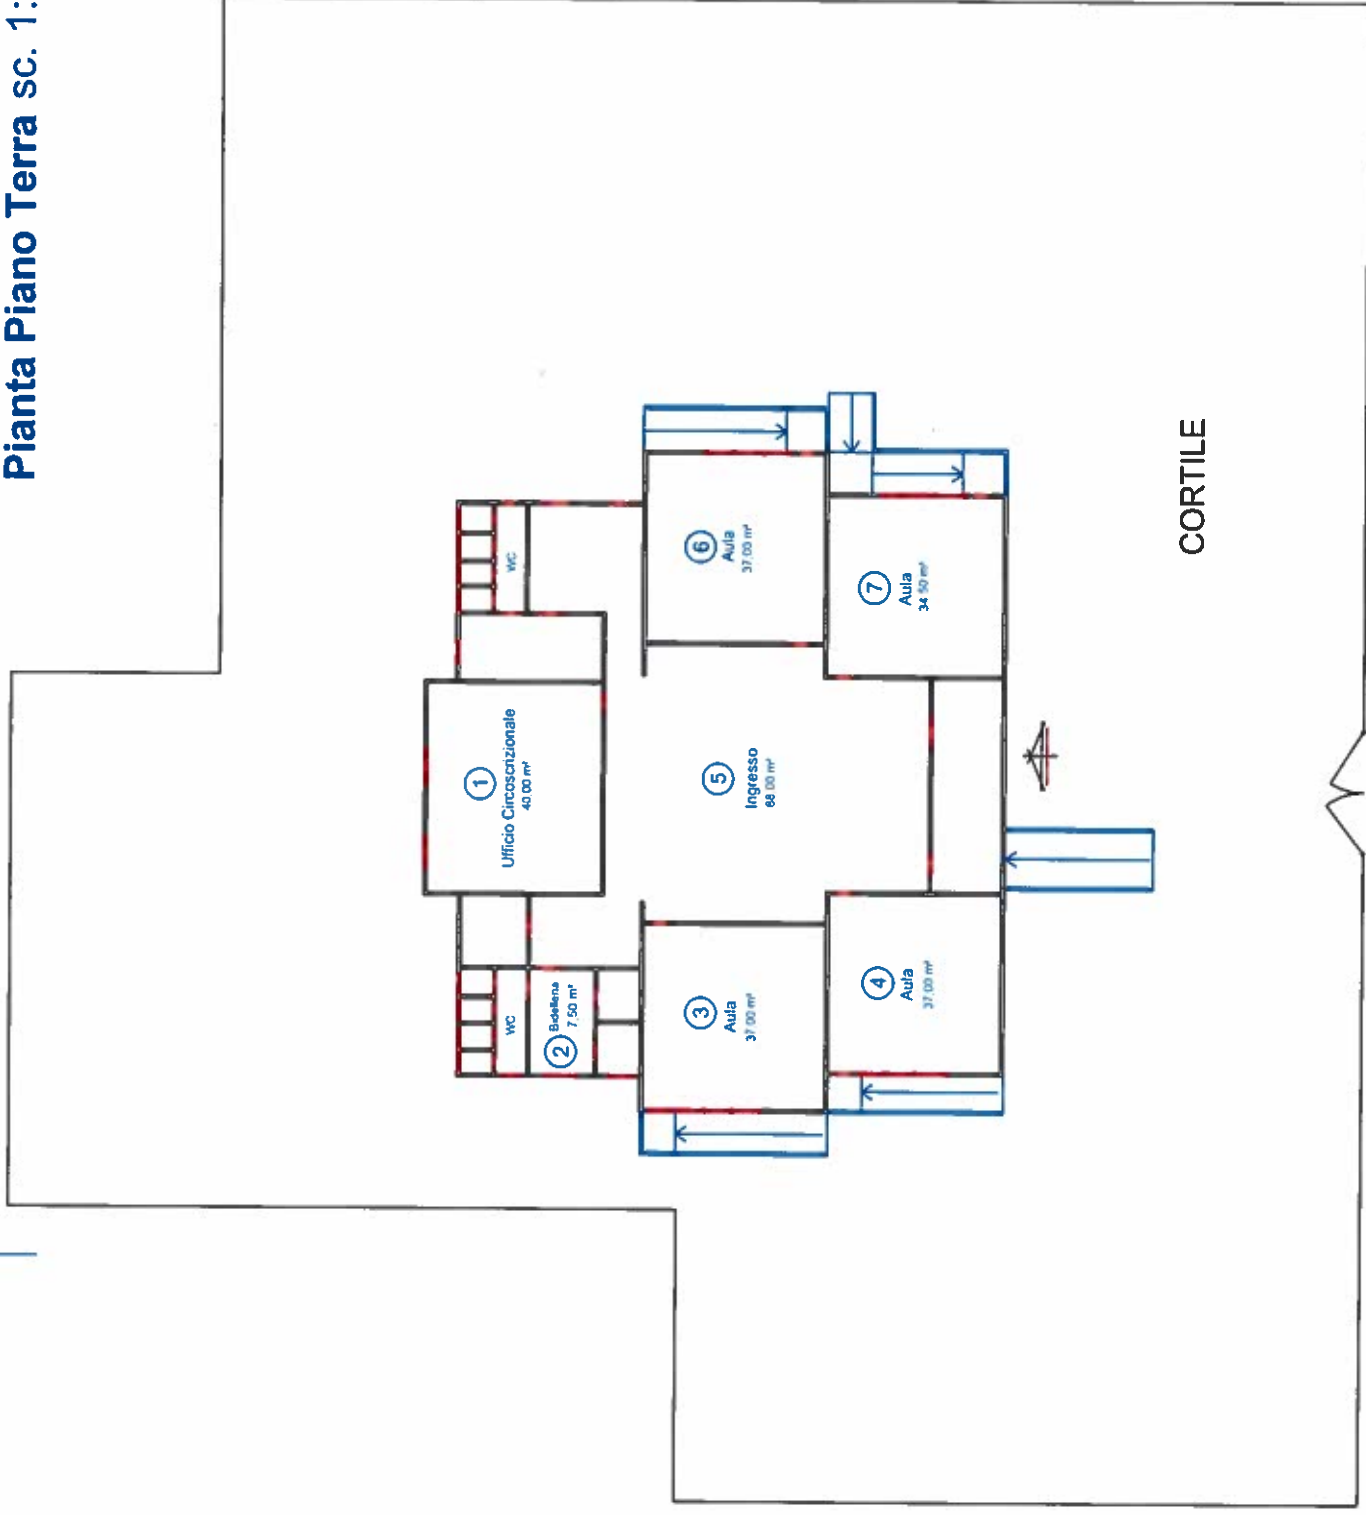 Pianta Piano Terra sc. 1:
WC
WC
1
Ufficio Circoscrizionale
40.00 m²
2
Bidelleria
7.50 m²
3
Aula
37.00 m²
4
Aula
37.00 m²
5
Ingresso
68.00 m²
6
Aula
37.00 m²
7
Aula
34.50 m²
CORTILE